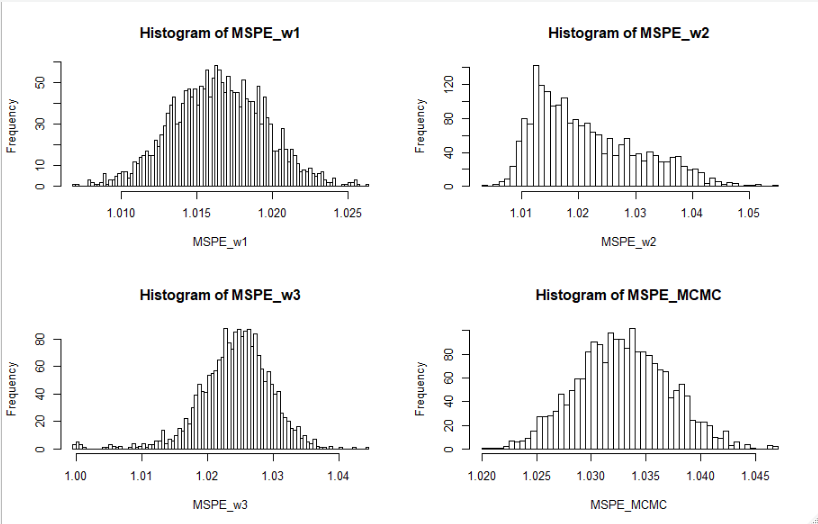 Histogram of MSPE_w1
Frequency
10 30 50
0
1.010 1.015 1.020 1.025
MSPE_w1
Histogram of MSPE_w2
Frequency
0 40 80 120
1.01 1.02 1.03 1.04 1.05
MSPE_w2
Histogram of MSPE_w3
Frequency
0 20 40 60 80
1.00 1.01 1.02 1.03 1.04
MSPE_w3
Histogram of MSPE_MCMC
Frequency
0 20 40 60 80
1.020 1.025 1.030 1.035 1.040 1.045
MSPE_MCMC